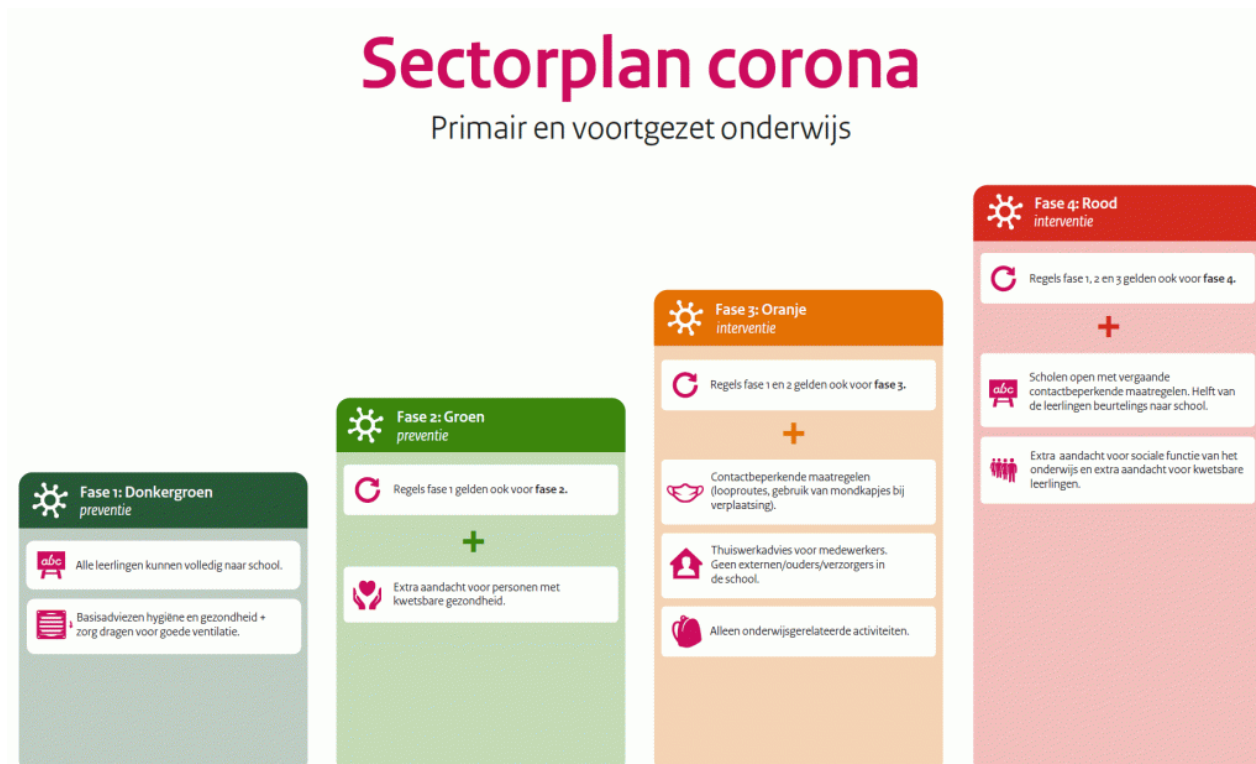 Sectorplan corona
Primair en voortgezet onderwijs
Fase 1: Donkergroen
preventie
abc
Alle leerlingen kunnen volledig naar school.
Basisadviezen hygiëne en gezondheid +
zorg dragen voor goede ventilatie.
Fase 2: Groen
preventie
Regels fase 1 gelden ook voor fase 2.
+
Extra aandacht voor personen met
kwetsbare gezondheid.
Fase 3: Oranje
interventie
Regels fase 1 en 2 gelden ook voor fase 3.
+
Contactbeperkende maatregelen
(looproutes, gebruik van mondkapjes bij
verplaatsing).
Thuiswerkadvies voor medewerkers.
Geen externen/ouders/verzorgers in
de school.
Alleen onderwijsgerelateerde activiteiten.
Fase 4: Rood
interventie
Regels fase 1, 2 en 3 gelden ook voor fase 4.
+
abc
Scholen open met vergaande
contactbeperkende maatregelen. Helft van
de leerlingen beurtelings naar school.
Extra aandacht voor sociale functie van het
onderwijs en extra aandacht voor kwetsbare
leerlingen.